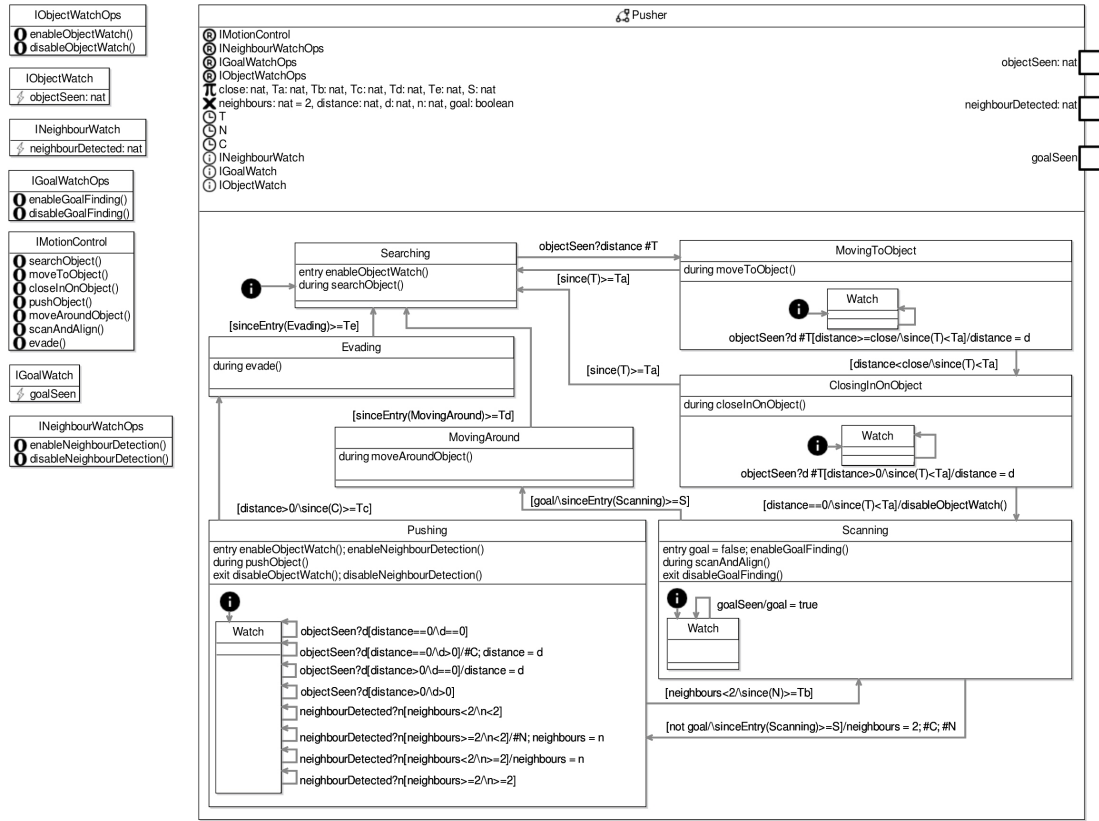 IObjectWatchOps
enableObjectWatch()
disableObjectWatch()
IObjectWatch
objectSeen: nat
INeighbourWatch
neighbourDetected: nat
IGoalWatchOps
enableGoalFinding()
disableGoalFinding()
IMotionControl
searchObject()
moveToObject()
closeInOnObject()
pushObject()
moveAroundObject()
scanAndAlign()
evade()
IGoalWatch
goalSeen
INeighbourWatchOps
enableNeighbourDetection()
disableNeighbourDetection()
Pusher
IMotionControl
INeighbourWatchOps
IGoalWatchOps
IObjectWatchOps
close: nat, Ta: nat, Tb: nat, Tc: nat, Td: nat, Te: nat, S: nat
neighbours: nat = 2, distance: nat, d: nat, n: nat, goal: boolean
T
N
C
INeighbourWatch
IGoalWatch
IObjectWatch
objectSeen: nat
neighbourDetected: nat
goalSeen
Searching
entry enableObjectWatch()
during searchObject()
objectSeen?distance #T
[since(T)>=Ta]
MovingToObject
during moveToObject()
Watch
objectSeen?d #T[distance>=close/\since(T)<Ta]/distance = d
[sinceEntry(Evading)>=Te]
Evading
during evade()
[distance<close/\since(T)<Ta]
[since(T)>=Ta]
ClosingInOnObject
during closeInOnObject()
Watch
objectSeen?d #T[distance>0/\since(T)<Ta]/distance = d
[sinceEntry(MovingAround)>=Td]
MovingAround
during moveAroundObject()
[goal/\sinceEntry(Scanning)>=S]
[distance==0/\since(T)<Ta]/disableObjectWatch()
[distance>0/\since(C)>=Tc]
Pushing
entry enableObjectWatch(); enableNeighbourDetection()
during pushObject()
exit disableObjectWatch(); disableNeighbourDetection()
Watch
objectSeen?d[distance==0/\d==0]
objectSeen?d[distance==0/\d>0]/#C; distance = d
objectSeen?d[distance>0/\d==0]/distance = d
objectSeen?d[distance>0/\d>0]
neighbourDetected?n[neighbours<2/\n<2]
neighbourDetected?n[neighbours>=2/\n<2]/#N; neighbours = n
neighbourDetected?n[neighbours<2/\n>=2]/neighbours = n
neighbourDetected?n[neighbours>=2/\n>=2]
Scanning
entry goal = false; enableGoalFinding()
during scanAndAlign()
exit disableGoalFinding()
goalSeen/goal = true
Watch
[neighbours<2/\since(N)>=Tb]
[not goal/\sinceEntry(Scanning)>=S]/neighbours = 2; #C; #N